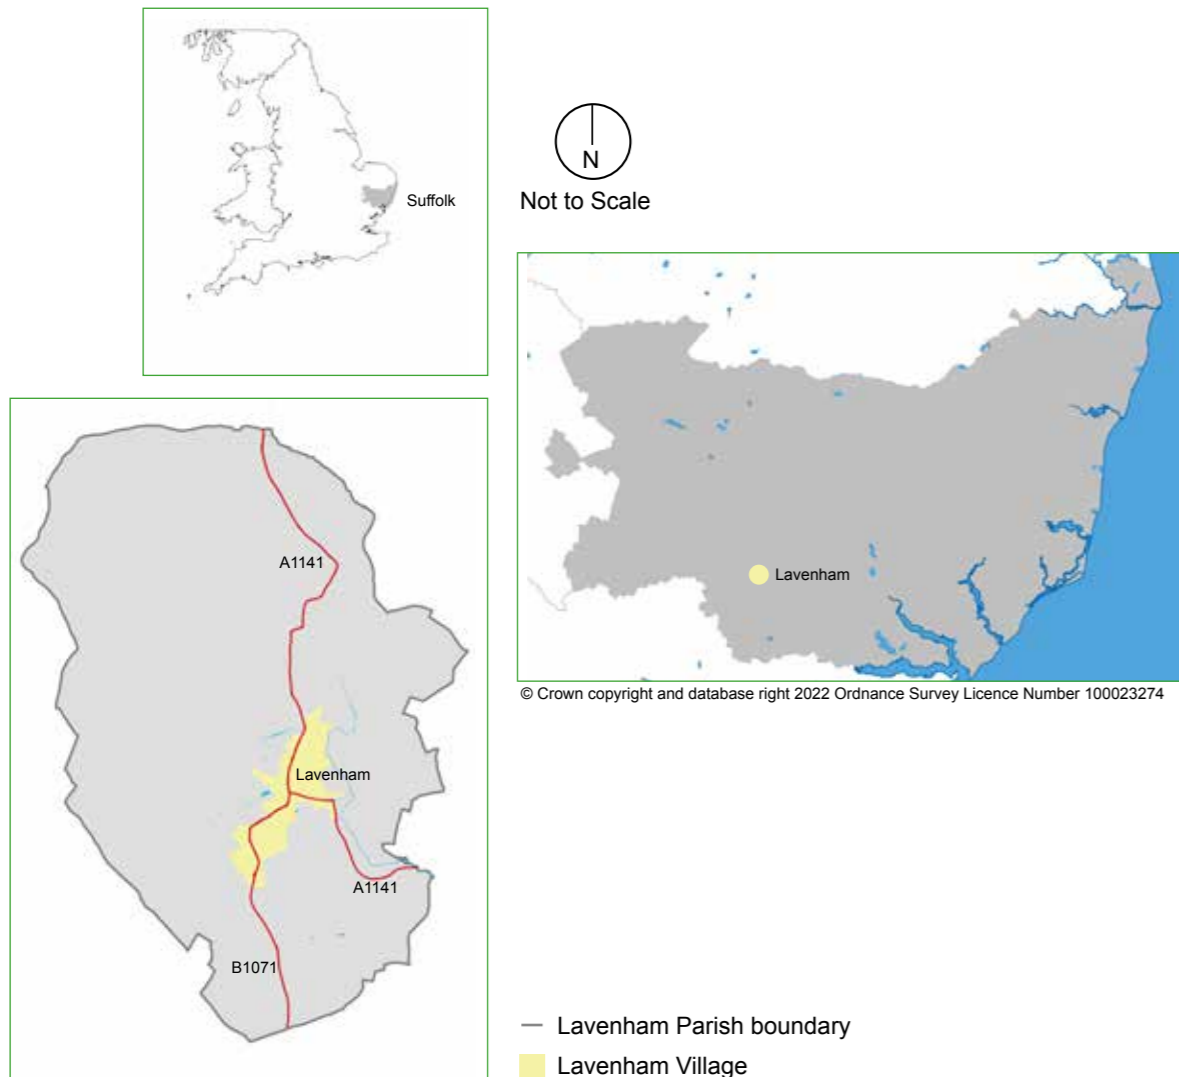 Suffolk
N
Not to Scale
Lavenham
© Crown copyright and database right 2022 Ordnance Survey Licence Number 100023274
A1141
Lavenham
A1141
B1071
Lavenham Parish boundary
Lavenham Village